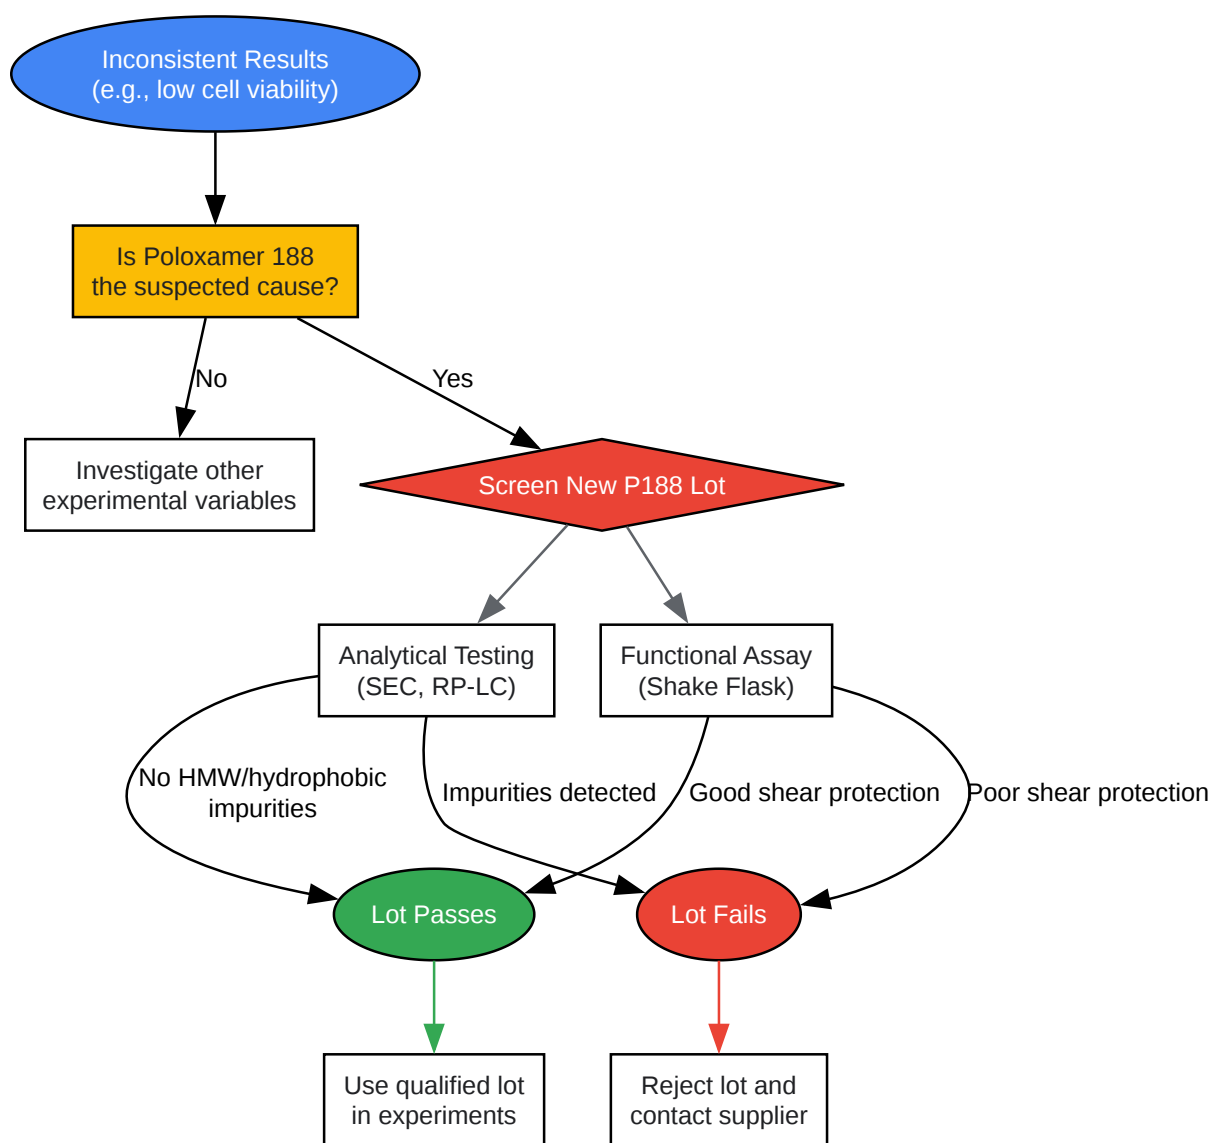 Inconsistent Results
(e.g., low cell viability)
Is Poloxamer 188
the suspected cause?
No
Yes
Investigate other
experimental variables
Screen New P188 Lot
Analytical Testing
(SEC, RP-LC)
Functional Assay
(Shake Flask)
No HMW/hydrophobic
impurities
Impurities detected
Good shear protection
Poor shear protection
Lot Passes
Lot Fails
Use qualified lot
in experiments
Reject lot and
contact supplier